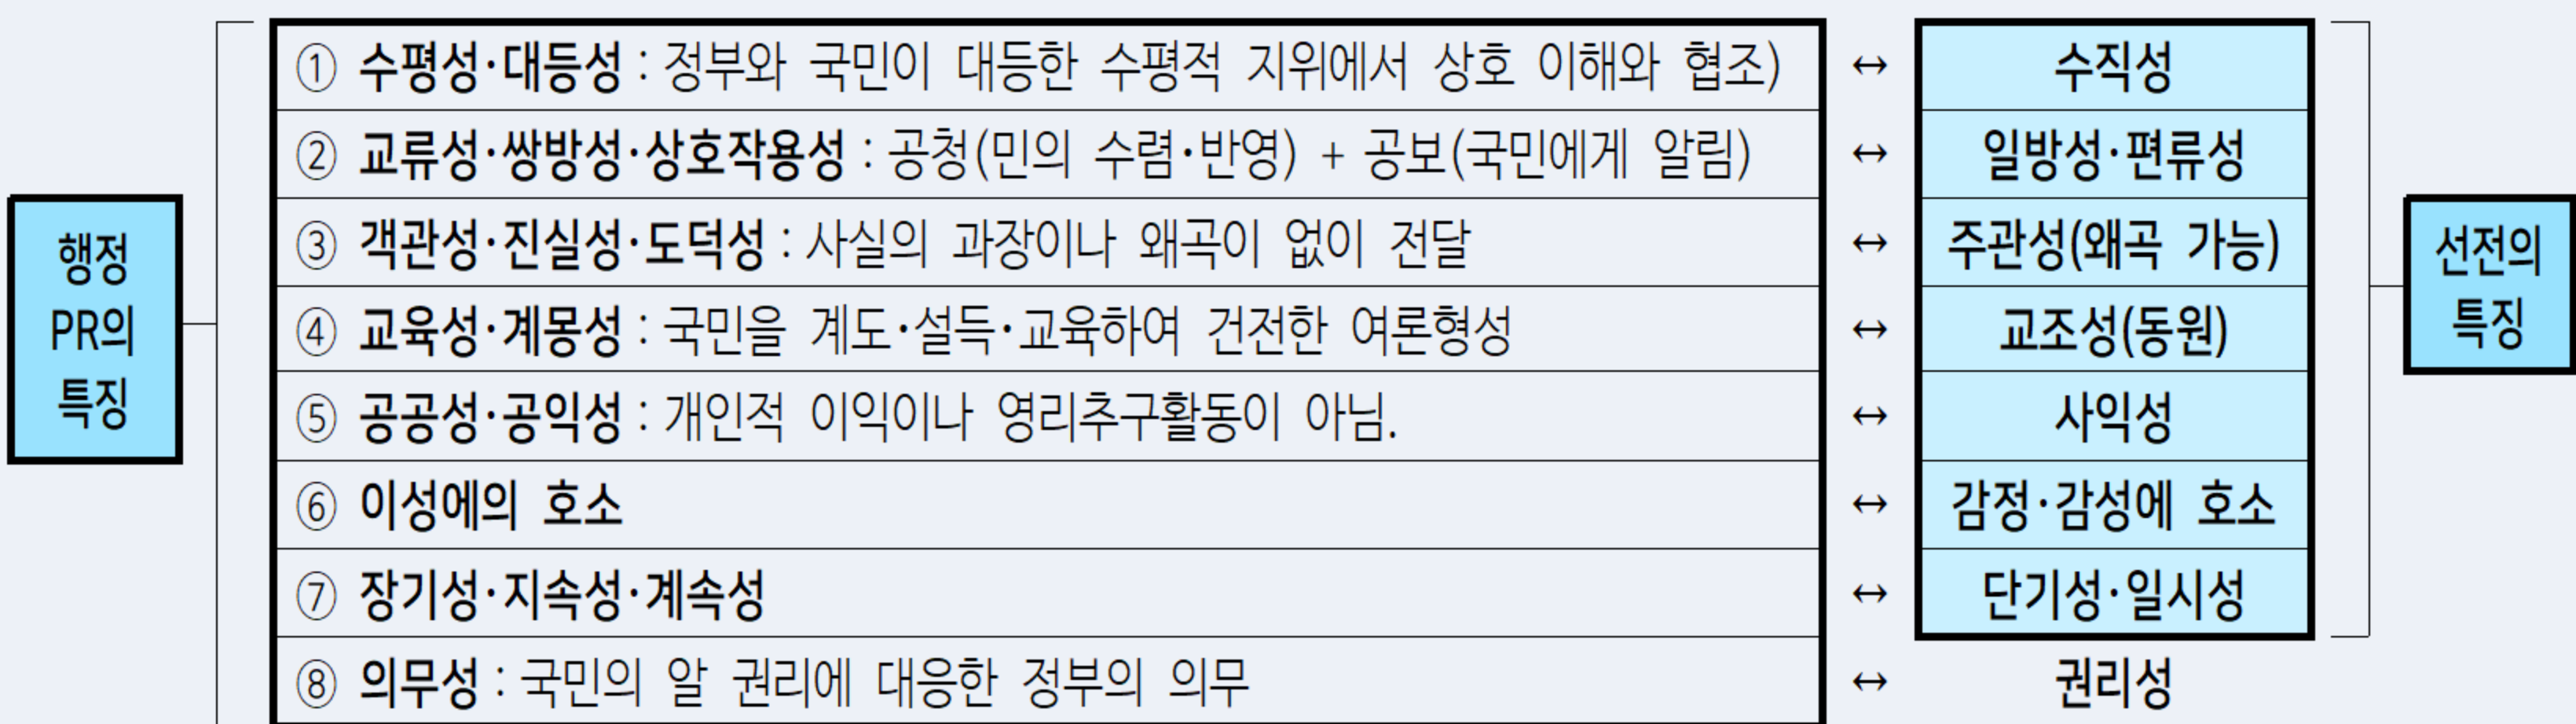 행정
PR의
특징
① 수평성·대등성 : 정부와 국민이 대등한 수평적 지위에서 상호 이해와 협조) ↔ 수직성
② 교류성·쌍방성·상호작용성 : 공청(민의 수렴·반영) + 공보(국민에게 알림) ↔ 일방성·편류성
③ 객관성·진실성·도덕성 : 사실의 과장이나 왜곡이 없이 전달 ↔ 주관성(왜곡 가능)
④ 교육성·계몽성 : 국민을 계도·설득·교육하여 건전한 여론형성 ↔ 교조성(동원)
⑤ 공공성·공익성 : 개인적 이익이나 영리추구활동이 아님. ↔ 사익성
⑥ 이성에의 호소 ↔ 감정·감성에 호소
⑦ 장기성·지속성·계속성 ↔ 단기성·일시성
⑧ 의무성 : 국민의 알 권리에 대응한 정부의 의무 ↔ 권리성
선전의
특징